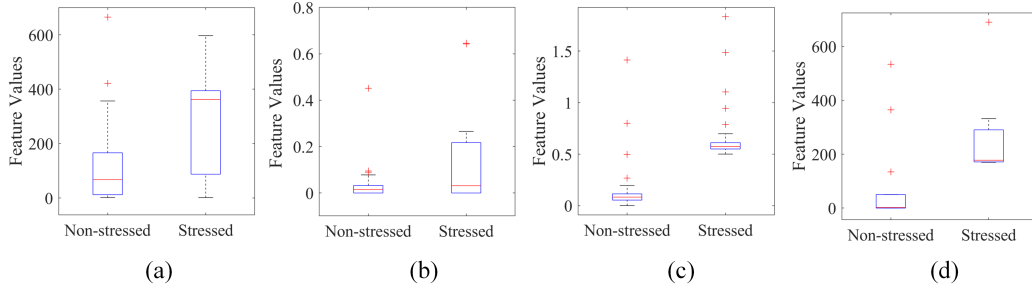 Feature Values
600
400
200
0
Non-stressed Stressed
(a)
Feature Values
0.8
0.6
0.4
0.2
0
Non-stressed Stressed
(b)
Feature Values
1.5
1
0.5
0
Non-stressed Stressed
(c)
Feature Values
600
400
200
0
Non-stressed Stressed
(d)